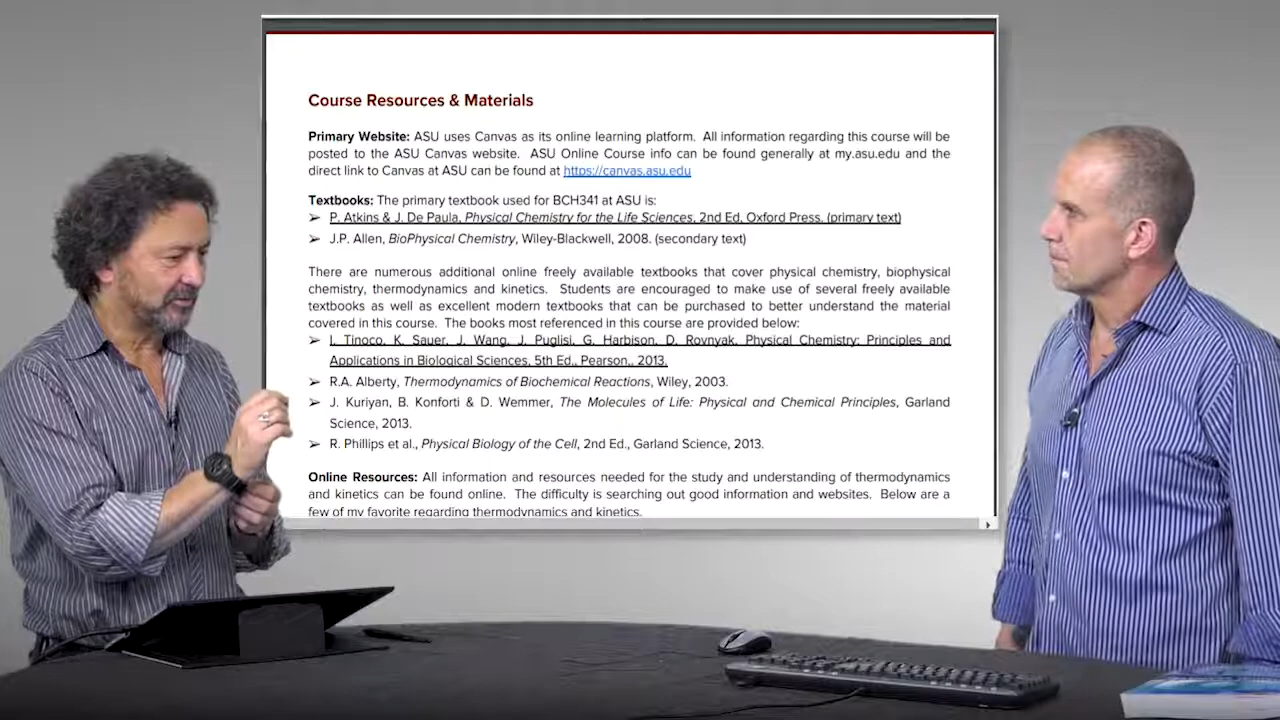 Course Resources & Materials
Primary Website: ASU uses Canvas as its online learning platform. All information regarding this course will be
posted to the ASU Canvas website. ASU Online Course info can be found generally at my.asu.edu and the
direct link to Canvas at ASU can be found at https://canvas.asu.edu
Textbooks: The primary textbook used for BCH341 at ASU is:
➢ P. Atkins & J. De Paula, Physical Chemistry for the Life Sciences, 2nd Ed, Oxford Press. (primary text)
➢ J.P. Allen, BioPhysical Chemistry, Wiley-Blackwell, 2008. (secondary text)
There are numerous additional online freely available textbooks that cover physical chemistry, biophysical
chemistry, thermodynamics and kinetics. Students are encouraged to make use of several freely available
textbooks as well as excellent modern textbooks that can be purchased to better understand the material
covered in this course. The books most referenced in this course are provided below:
➢ I. Tinoco, K. Sauer, J. Wang, J. Puglisi, G. Harbison, D. Rovnyak, Physical Chemistry: Principles and
Applications in Biological Sciences, 5th Ed., Pearson,, 2013.
➢ R.A. Alberty, Thermodynamics of Biochemical Reactions, Wiley, 2003.
➢ J. Kuriyan, B. Konforti & D. Wemmer, The Molecules of Life: Physical and Chemical Principles, Garland
Science, 2013.
➢ R. Phillips et al., Physical Biology of the Cell, 2nd Ed., Garland Science, 2013.
Online Resources: All information and resources needed for the study and understanding of thermodynamics
and kinetics can be found online. The difficulty is searching out good information and websites. Below are a
few of my favorite regarding thermodynamics and kinetics.